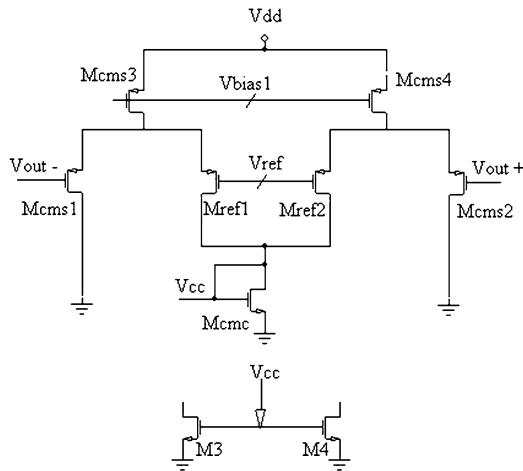 Vdd
Mcms3
Vbias1
Mcms4
Vout -
Vref
Vout +
Mcms1
Mref1
Mref2
Mcms2
Vcc
Mcmc
Vcc
M3
M4